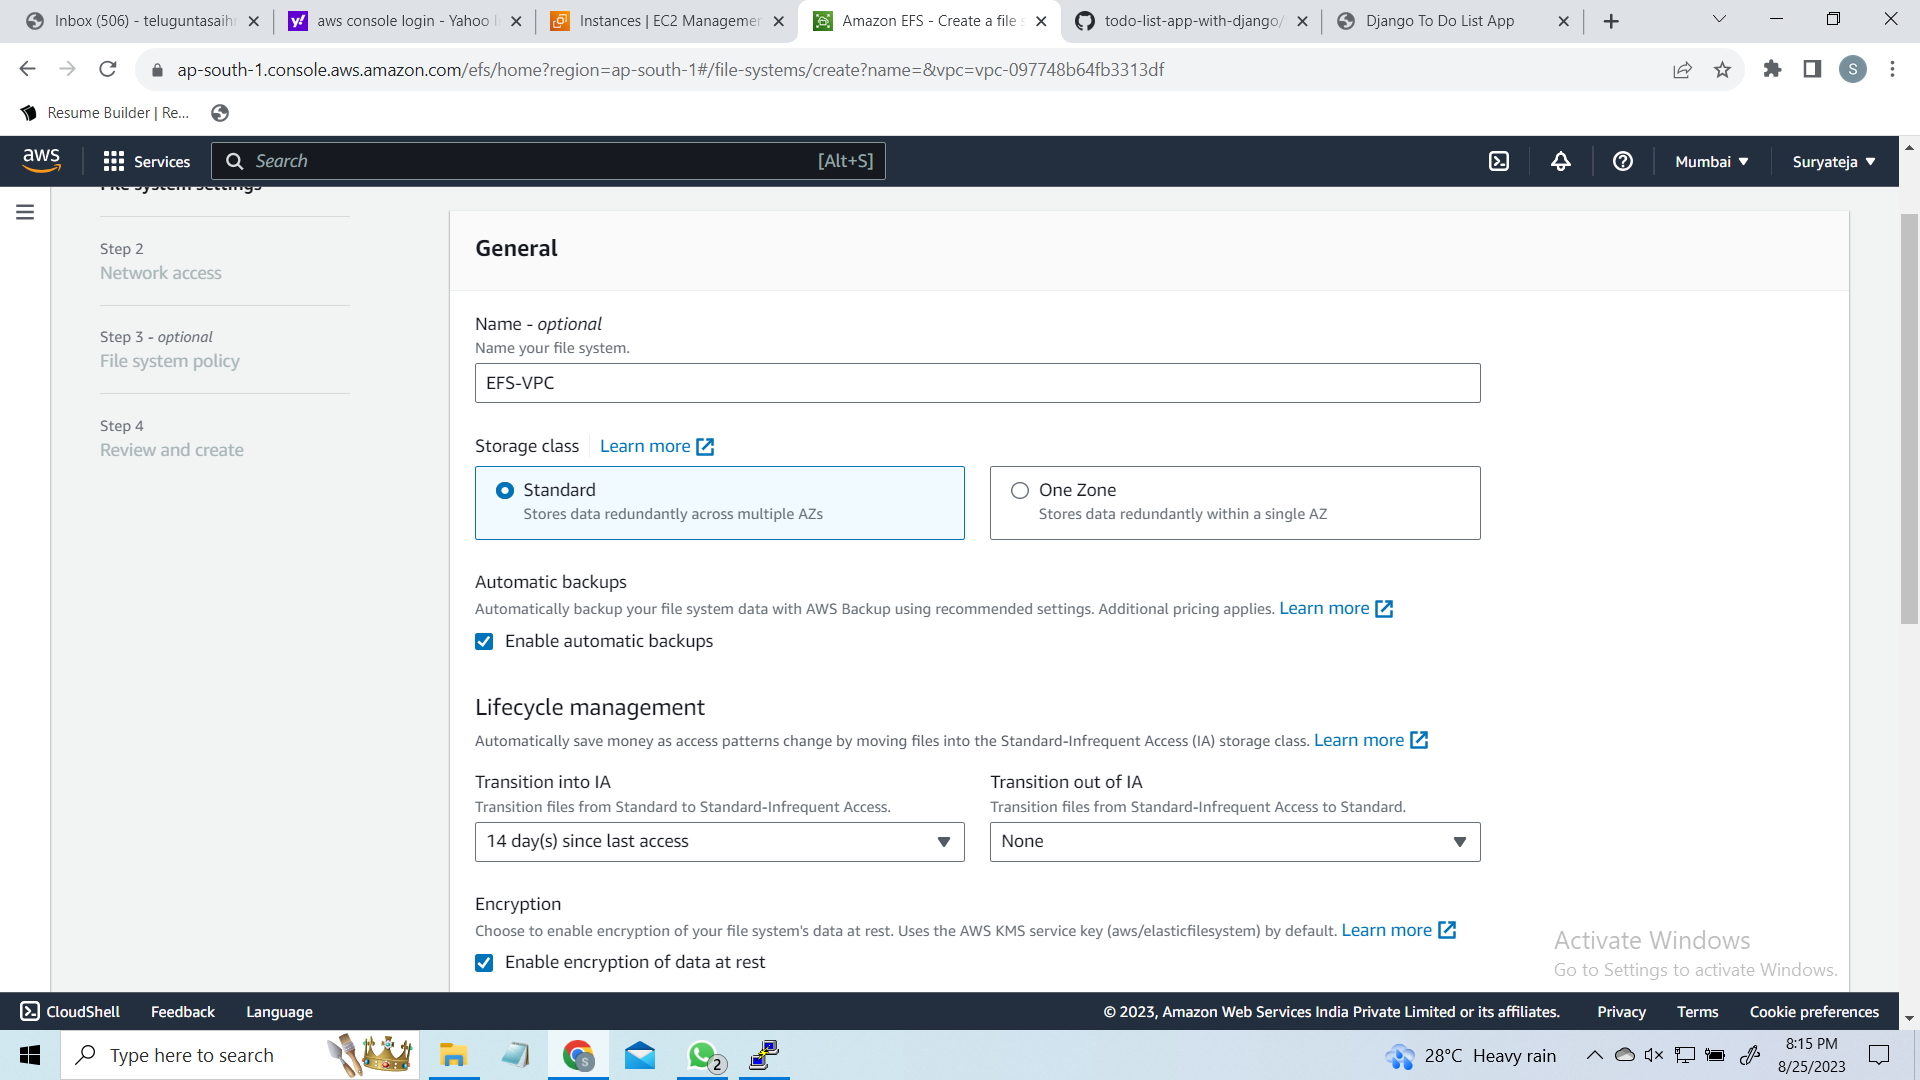 Inbox (506) - teluguntasaihr
aws console login - Yahoo I
Instances | EC2 Managemer
Amazon EFS - Create a file s
todo-list-app-with-django/
Django To Do List App
ap-south-1.console.aws.amazon.com/efs/home?region=ap-south-1#/file-systems/create?name=&vpc=vpc-097748b64fb3313df
S
Resume Builder | Re...
aws
Services
Search
[Alt+S]
Mumbai
Suryateja
File system settings
Step 2
Network access
Step 3 - optional
File system policy
Step 4
Review and create
General
Name - optional
Name your file system.
EFS-VPC
Storage class
Learn more
Standard
Stores data redundantly across multiple AZs
One Zone
Stores data redundantly within a single AZ
Automatic backups
Automatically backup your file system data with AWS Backup using recommended settings. Additional pricing applies. Learn more
Enable automatic backups
Lifecycle management
Automatically save money as access patterns change by moving files into the Standard-Infrequent Access (IA) storage class. Learn more
Transition into IA
Transition files from Standard to Standard-Infrequent Access.
14 day(s) since last access
Transition out of IA
Transition files from Standard-Infrequent Access to Standard.
None
Encryption
Choose to enable encryption of your file system's data at rest. Uses the AWS KMS service key (aws/elasticfilesystem) by default. Learn more
Enable encryption of data at rest
Activate Windows
Go to Settings to activate Windows.
CloudShell
Feedback
Language
© 2023, Amazon Web Services India Private Limited or its affiliates.
Privacy
Terms
Cookie preferences
Type here to search
S
2
28°C Heavy rain
8:15 PM
8/25/2023